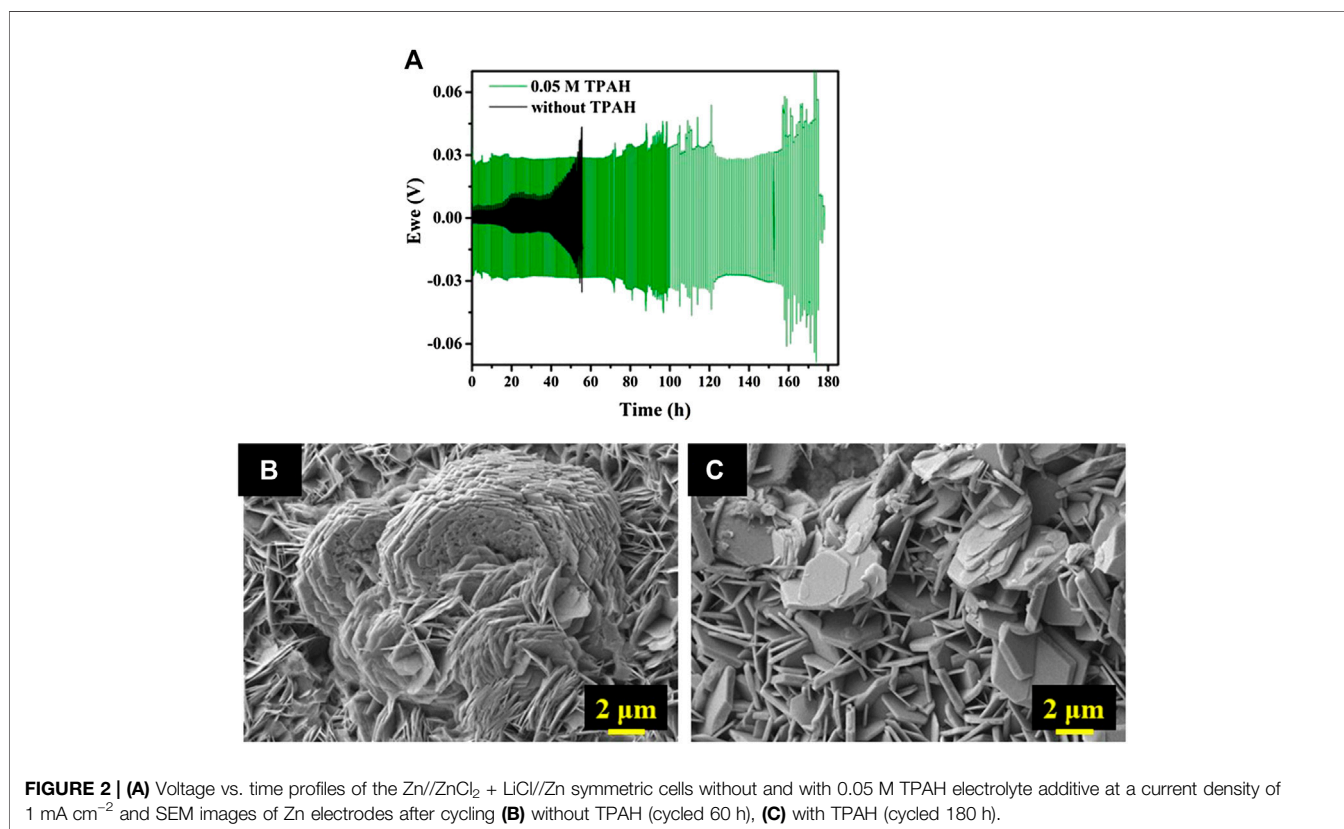 A
0.05 M TPAH
without TPAH
0.06
0.03
0.00
-0.03
-0.06
Ewe (V)
0 20 40 60 80 100 120 140 160 180
Time (h)
B
2 µm
C
2 µm
FIGURE 2 | (A) Voltage vs. time profiles of the Zn//ZnCl₂ + LiCl//Zn symmetric cells without and with 0.05 M TPAH electrolyte additive at a current density of
1 mA cm⁻² and SEM images of Zn electrodes after cycling (B) without TPAH (cycled 60 h), (C) with TPAH (cycled 180 h).